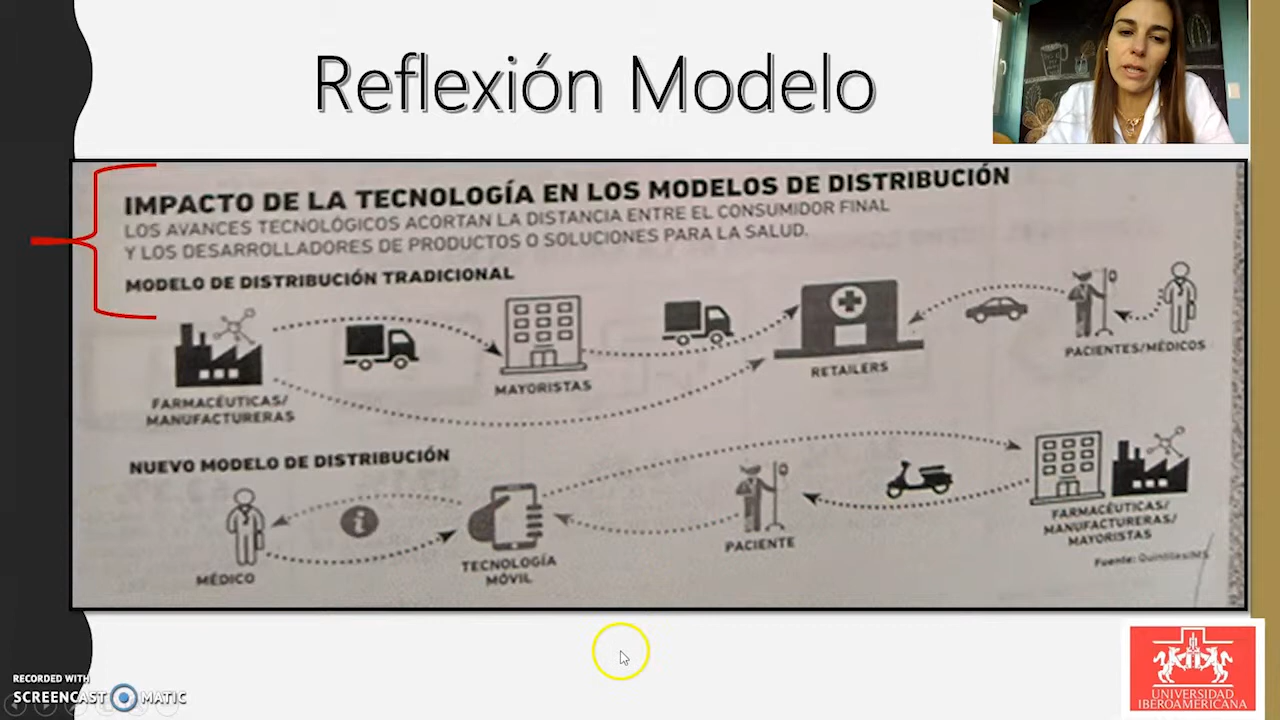 Reflexión Modelo
IMPACTO DE LA TECNOLOGÍA EN LOS MODELOS DE DISTRIBUCIÓN
LOS AVANCES TECNOLÓGICOS ACORTAN LA DISTANCIA ENTRE EL CONSUMIDOR FINAL
Y LOS DESARROLLADORES DE PRODUCTOS O SOLUCIONES PARA LA SALUD.
MODELO DE DISTRIBUCIÓN TRADICIONAL
FARMACÉUTICAS/
MANUFACTURERAS
MAYORISTAS
RETAILERS
PACIENTES/MÉDICOS
NUEVO MODELO DE DISTRIBUCIÓN
MÉDICO
TECNOLOGÍA
MÓVIL
PACIENTE
FARMACÉUTICAS/
MANUFACTURERAS/
MAYORISTAS
Fuente: QuintilesIMS
RECORDED WITH
SCREENCAST MATIC
UNIVERSIDAD
IBEROAMERICANA